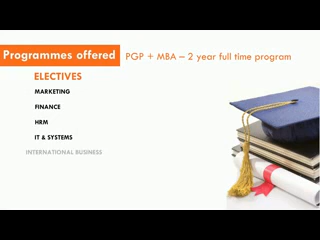 Programmes offered PGP + MBA – 2 year full time program
ELECTIVES
MARKETING
FINANCE
HRM
IT & SYSTEMS
INTERNATIONAL BUSINESS